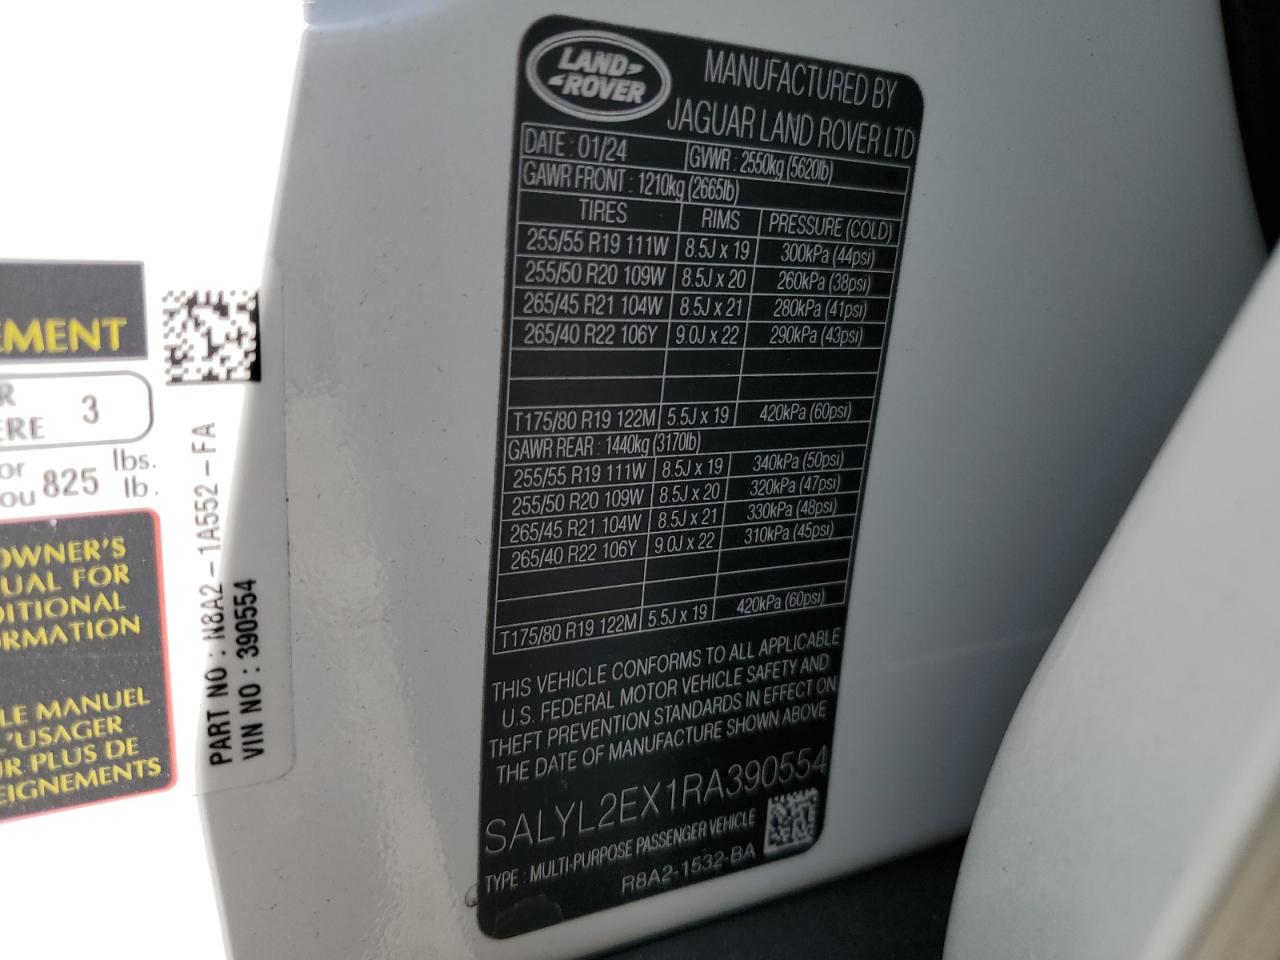 EMENT
R
ERE 3
or lbs.
ou 825 lb.
OWNER'S
UAL FOR
DITIONAL
ORMATION
LE MANUEL
L'USAGER
UR PLUS DE
EIGNEMENTS
PART NO : N8A2-1A552-FA
VIN NO : 390554
LAND
ROVER
MANUFACTURED BY
JAGUAR LAND ROVER LTD
DATE : 01/24 GVWR : 2550kg (5620lb)
GAWR FRONT : 1210kg (2665lb)
TIRES RIMS PRESSURE (COLD)
255/55 R19 111W 8.5J x 19 300kPa (44psi)
255/50 R20 109W 8.5J x 20 260kPa (38psi)
265/45 R21 104W 8.5J x 21 280kPa (41psi)
265/40 R22 106Y 9.0J x 22 290kPa (43psi)
T175/80 R19 122M 5.5J x 19 420kPa (60psi)
GAWR REAR : 1440kg (3170lb)
255/55 R19 111W 8.5J x 19 340kPa (50psi)
255/50 R20 109W 8.5J x 20 320kPa (47psi)
265/45 R21 104W 8.5J x 21 330kPa (48psi)
265/40 R22 106Y 9.0J x 22 310kPa (45psi)
T175/80 R19 122M 5.5J x 19 420kPa (60psi)
THIS VEHICLE CONFORMS TO ALL APPLICABLE
U.S. FEDERAL MOTOR VEHICLE SAFETY AND
THEFT PREVENTION STANDARDS IN EFFECT ON
THE DATE OF MANUFACTURE SHOWN ABOVE
SALYL2EX1RA390554
TYPE : MULTI-PURPOSE PASSENGER VEHICLE
R8A2-1532-BA